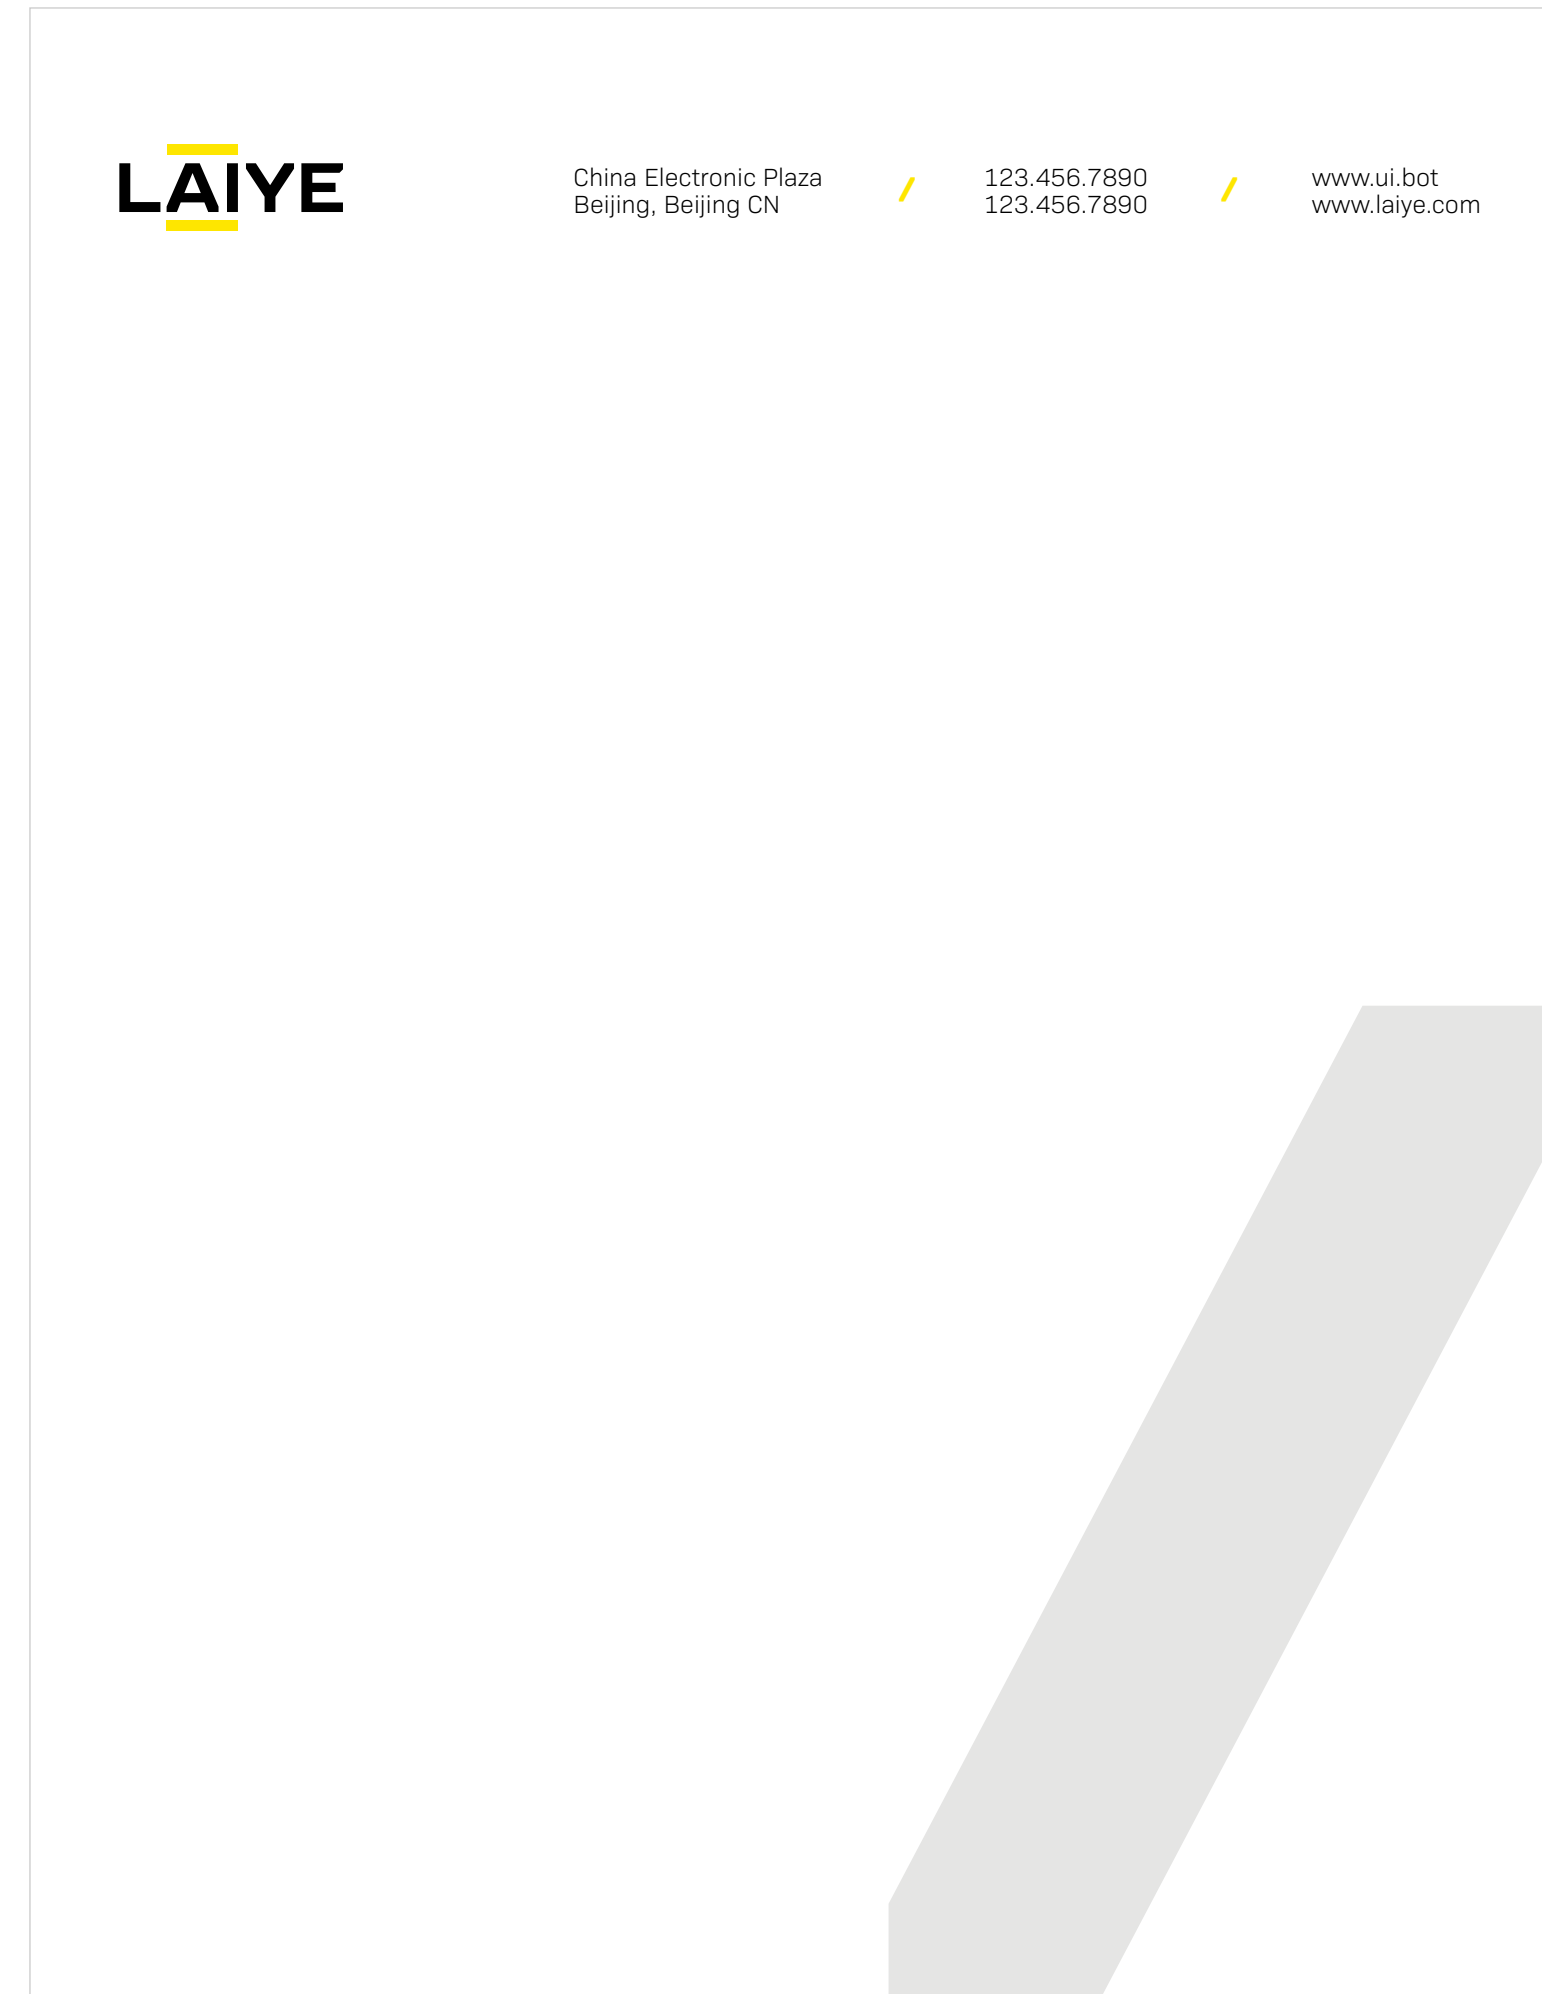 LAIYE
China Electronic Plaza
Beijing, Beijing CN
/
123.456.7890
123.456.7890
/
www.ui.bot
www.laiye.com